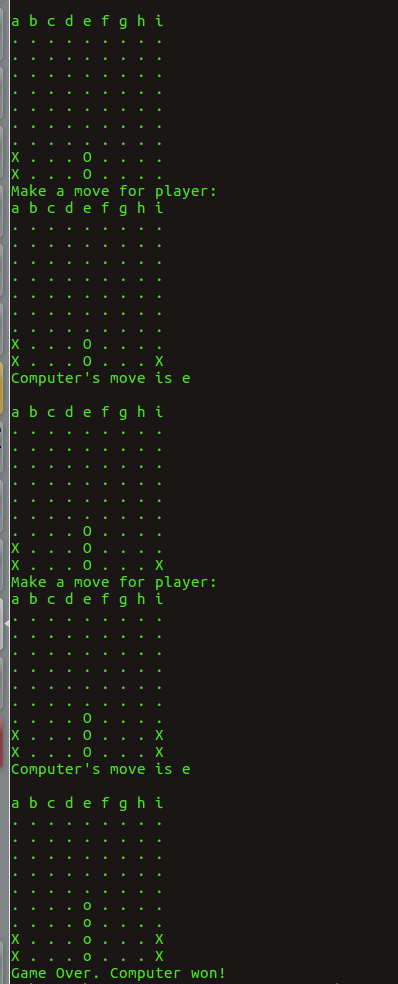 a b c d e f g h i
. . . . . . . . .
. . . . . . . . .
. . . . . . . . .
. . . . . . . . .
. . . . . . . . .
. . . . . . . . .
. . . . . . . . .
X . . . O . . . .
X . . . O . . . .
Make a move for player:
a b c d e f g h i
. . . . . . . . .
. . . . . . . . .
. . . . . . . . .
. . . . . . . . .
. . . . . . . . .
. . . . . . . . .
. . . . . . . . .
X . . . O . . . .
X . . . O . . . X
Computer's move is e
a b c d e f g h i
. . . . . . . . .
. . . . . . . . .
. . . . . . . . .
. . . . . . . . .
. . . . . . . . .
. . . . . . . . .
. . . . O . . . .
X . . . O . . . .
X . . . O . . . X
Make a move for player:
a b c d e f g h i
. . . . . . . . .
. . . . . . . . .
. . . . . . . . .
. . . . . . . . .
. . . . . . . . .
. . . . . . . . .
. . . . O . . . .
X . . . O . . . X
X . . . O . . . X
Computer's move is e
a b c d e f g h i
. . . . . . . . .
. . . . . . . . .
. . . . . . . . .
. . . . . . . . .
. . . . . . . . .
. . . . o . . . .
. . . . o . . . .
X . . . o . . . X
X . . . o . . . X
Game Over. Computer won!